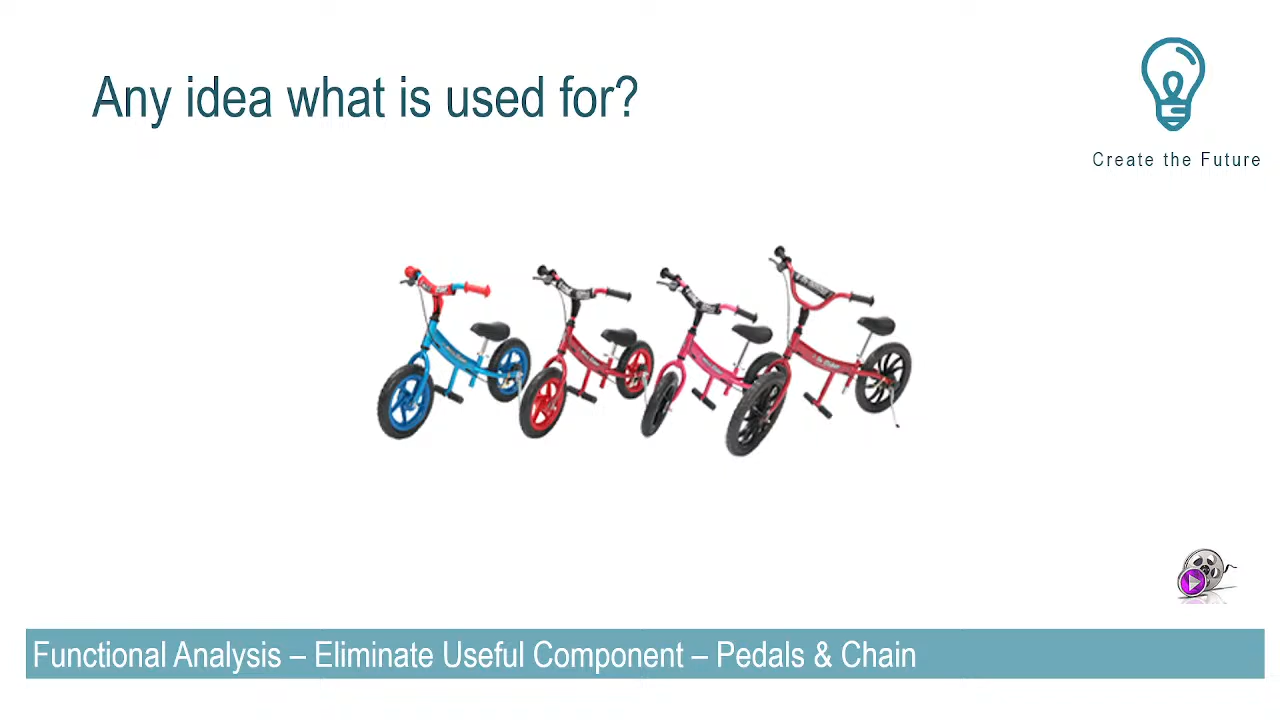 Any idea what is used for?
Create the Future
Functional Analysis – Eliminate Useful Component – Pedals & Chain